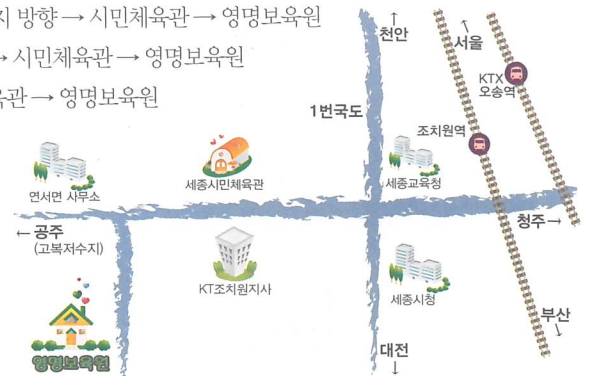 지 방향 → 시민체육관 → 영명보육원
→ 시민체육관 → 영명보육원
육관 → 영명보육원
↑
천안
↑
서울
KTX
오송역
1번국도
조치원역
연서면 사무소
세종시민체육관
세종교육청
← 공주
(고복저수지)
청주→
KT조치원지사
세종시청
영명보육원
부산
↓
대전
↓